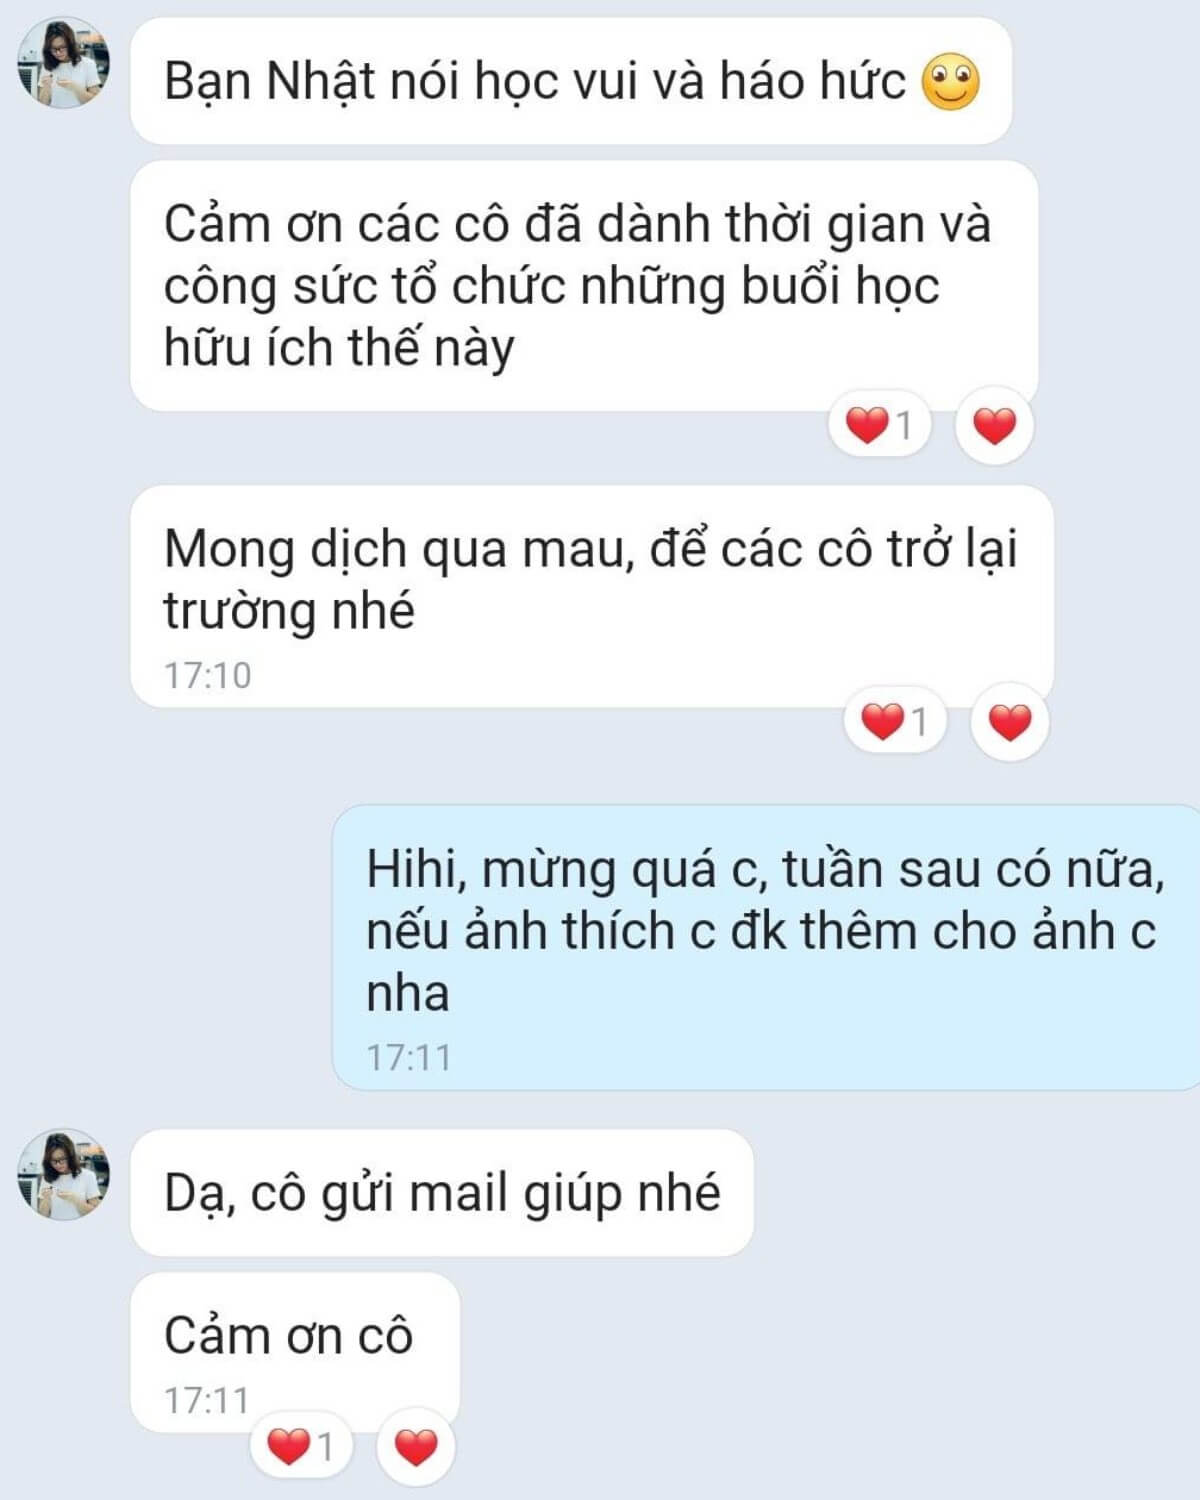 Bạn Nhật nói học vui và háo hức
Cảm ơn các cô đã dành thời gian và
công sức tổ chức những buổi học
hữu ích thế này
1
Mong dịch qua mau, để các cô trở lại
trường nhé
17:10
1
Hihi, mừng quá c, tuần sau có nữa,
nếu ảnh thích c đk thêm cho ảnh c
nha
17:11
Dạ, cô gửi mail giúp nhé
Cảm ơn cô
17:11
1